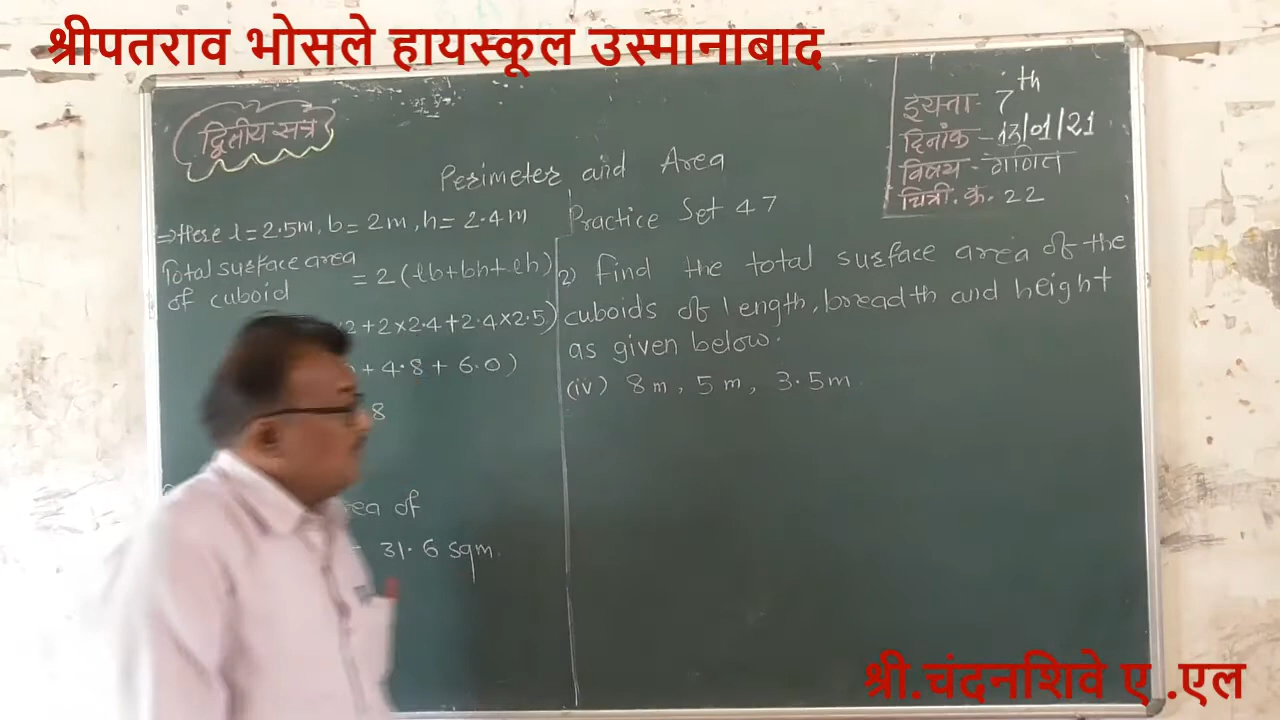 श्रीपतराव भोसले हायस्कूल उस्मानाबाद
द्वितीय सत्र
इयत्ता - 7th
दिनांक - 13/01/21
विषय - गणित
चित्री. क्र. 22
Perimeter and Area
⇒ Here l = 2.5m, b = 2m, h = 2.4m
Total surface area
of cuboid = 2 (lb+bh+lh)
2+2×2.4+2.4×2.5)
+ 4.8 + 6.0)
8
area of
= 31.6 sqm.
Practice Set 47
2) Find the total surface area of the
cuboids of length, breadth and height
as given below.
(iv) 8m, 5m, 3.5m
श्री.चंदनशिवे ए .एल